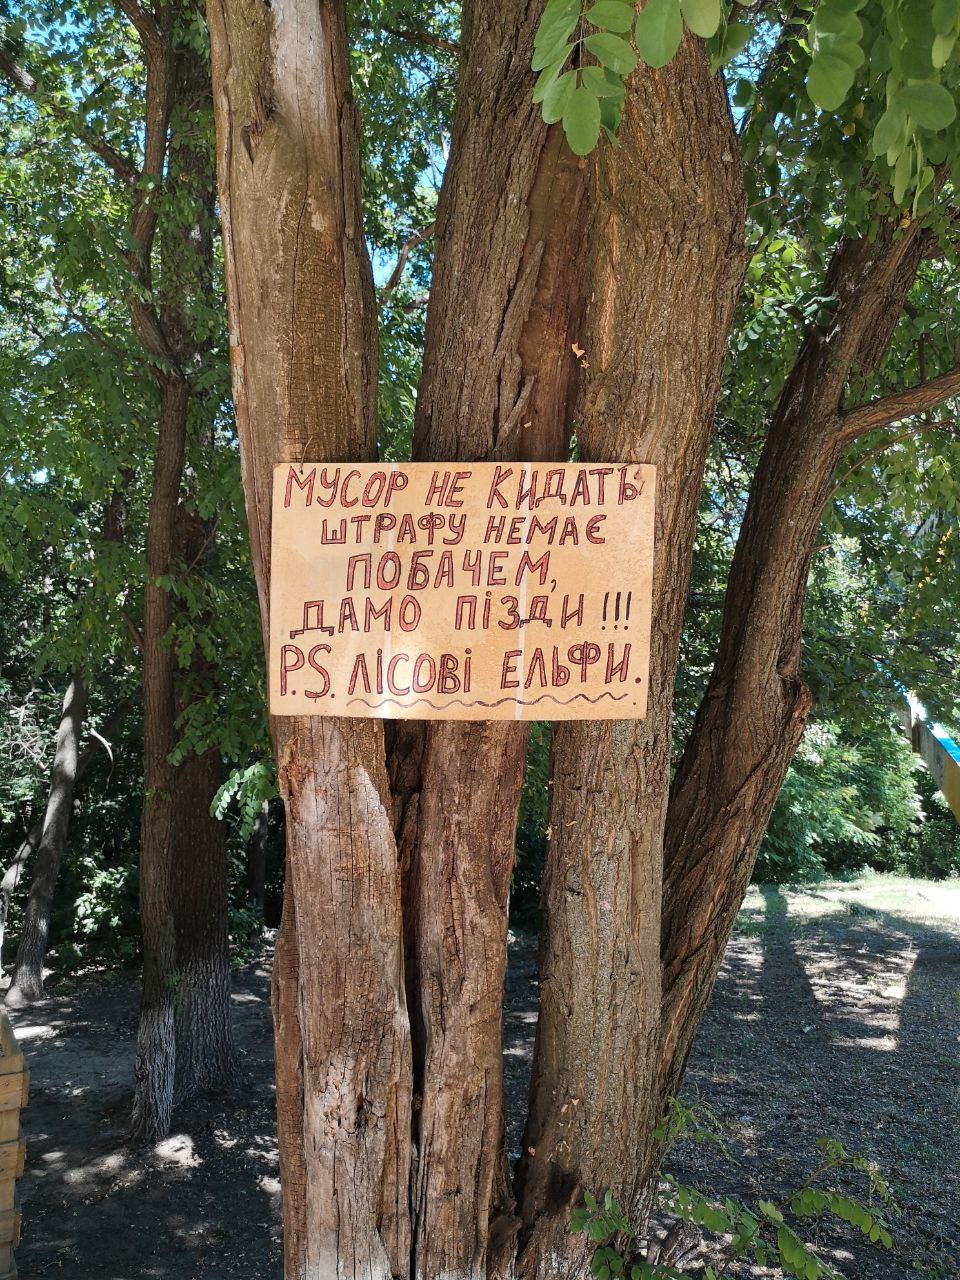 МУСОР НЕ КИДАТЬ
ШТРАФУ НЕМАЄ
ПОБАЧЕМ,
ДАМО ПІЗДИ !!!
P.S. ЛІСОВІ ЕЛЬФИ.